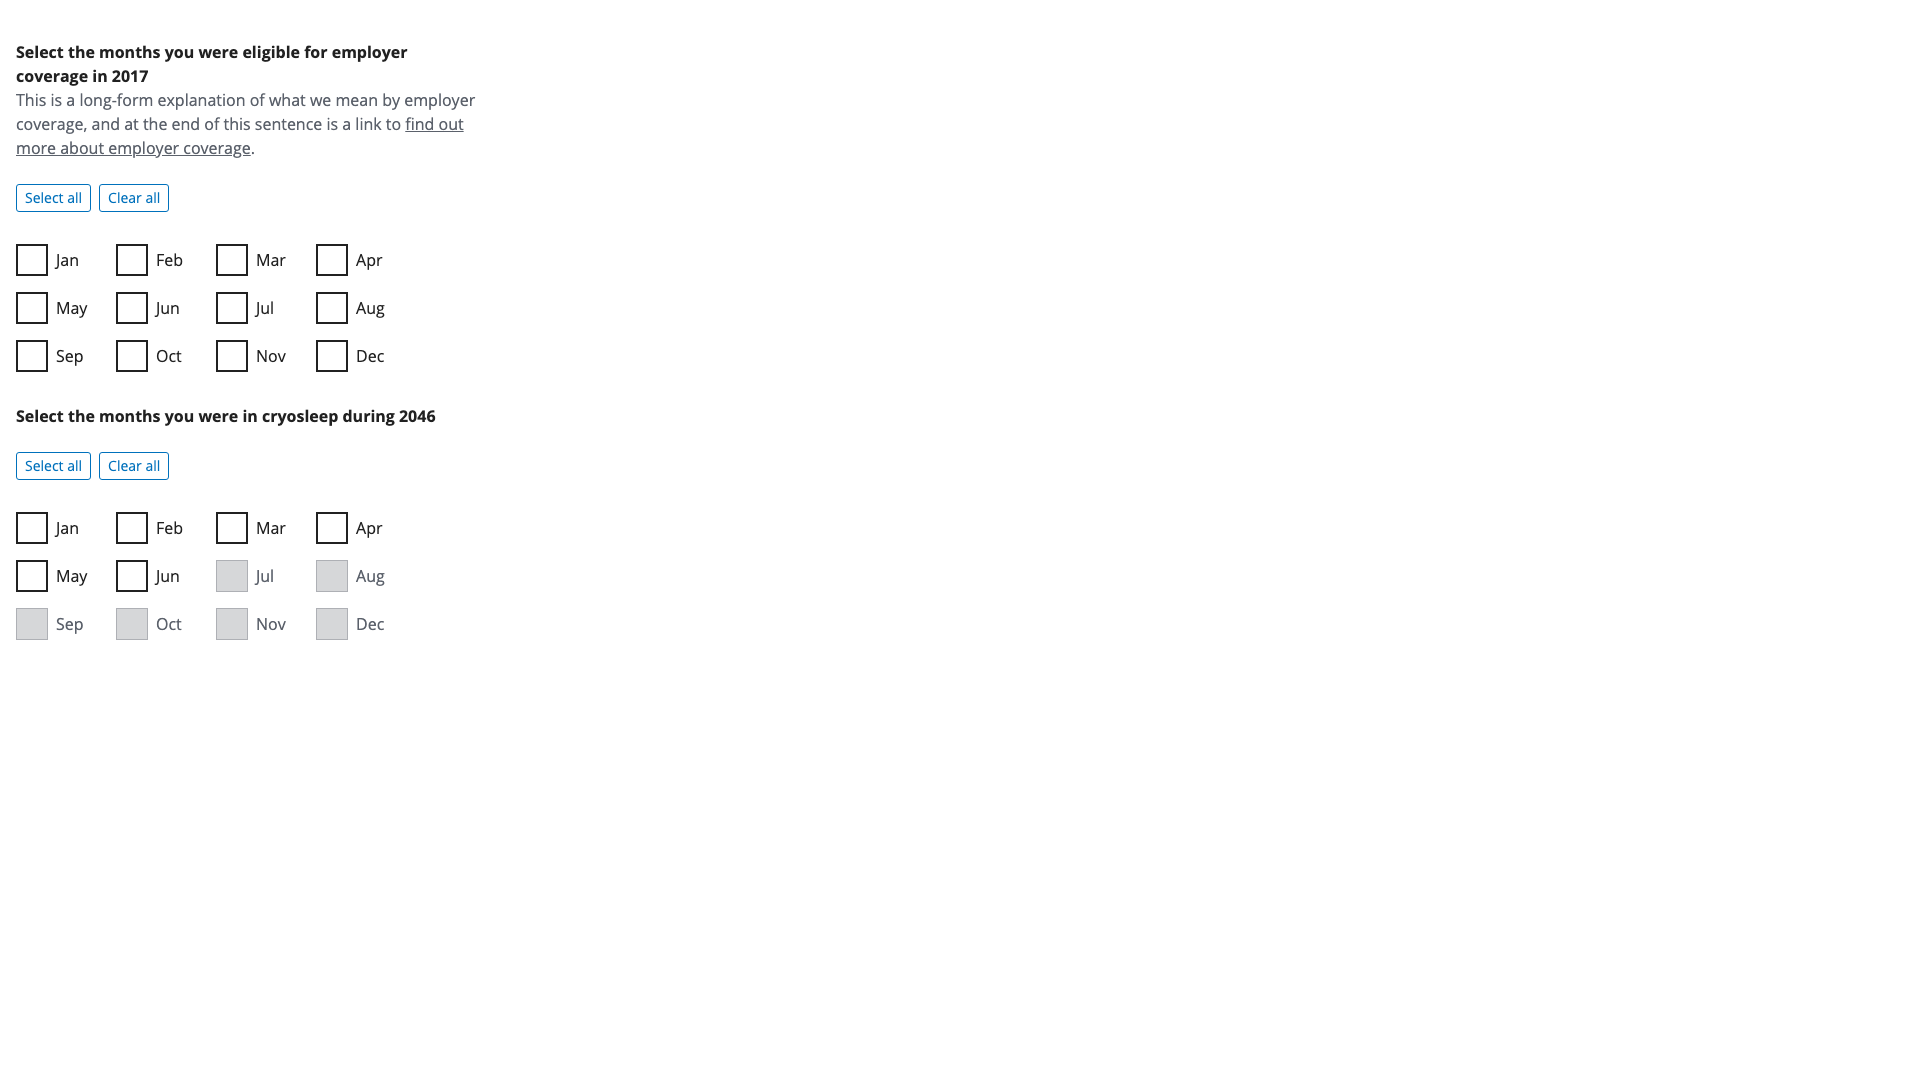 Select the months you were eligible for employer
coverage in 2017
This is a long-form explanation of what we mean by employer
coverage, and at the end of this sentence is a link to find out
more about employer coverage.
Select all Clear all
Jan Feb Mar Apr
May Jun Jul Aug
Sep Oct Nov Dec
Select the months you were in cryosleep during 2046
Select all Clear all
Jan Feb Mar Apr
May Jun Jul Aug
Sep Oct Nov Dec